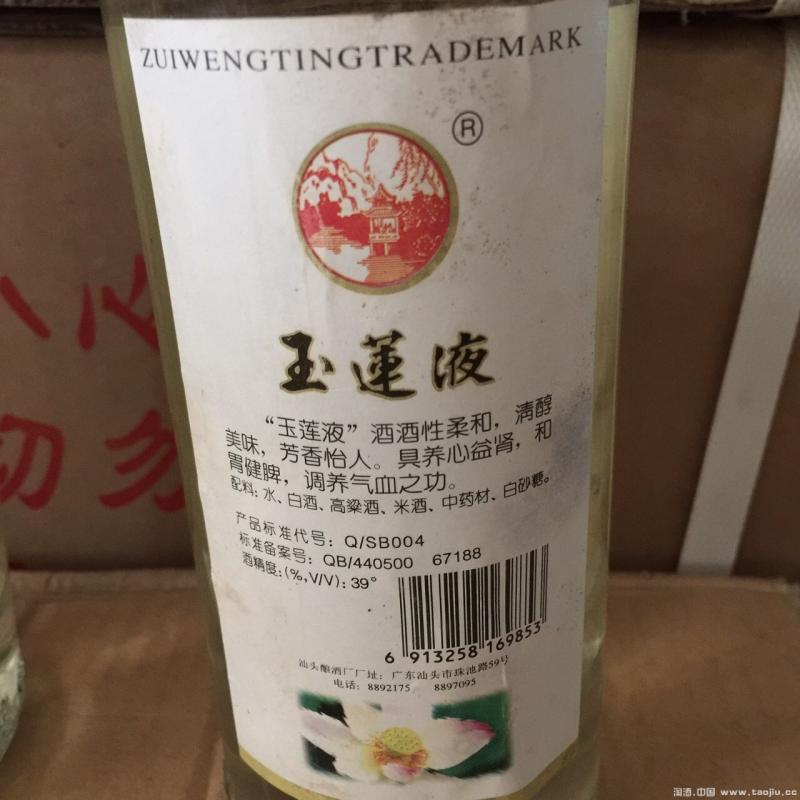 ZUIWENGTINGTRADEMARK
®
玉蓮液
“玉莲液”酒酒性柔和，清醇
美味，芳香怡人。具养心益肾，和
胃健脾，调养气血之功。
配料：水、白酒、高粱酒、米酒、中药材、白砂糖。
产品标准代号：Q/SB004
标准备案号：QB/440500 67188
酒精度：(%,V/V)：39°
6 913258 169853
汕头酿酒厂厂址：广东汕头市珠池路59号
电话：8892175 8897095
小心
切勿
淘酒.中国 www.taojiu.cc